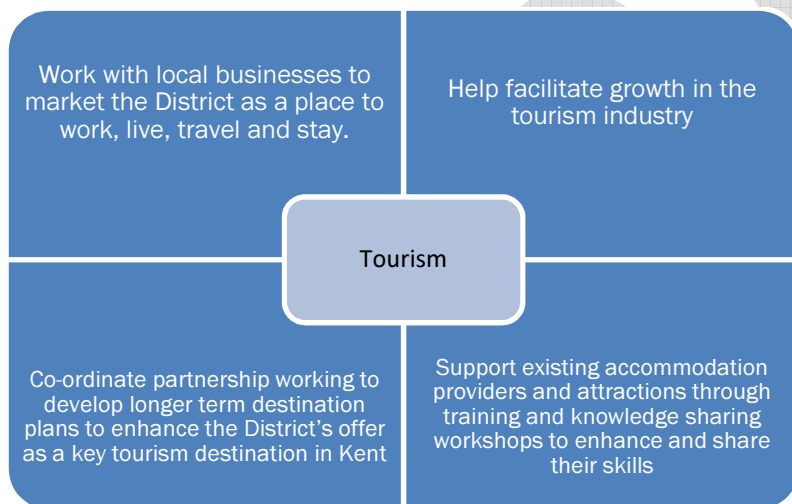 Work with local businesses to
market the District as a place to
work, live, travel and stay.
Help facilitate growth in the
tourism industry
Tourism
Co-ordinate partnership working to
develop longer term destination
plans to enhance the District’s offer
as a key tourism destination in Kent
Support existing accommodation
providers and attractions through
training and knowledge sharing
workshops to enhance and share
their skills